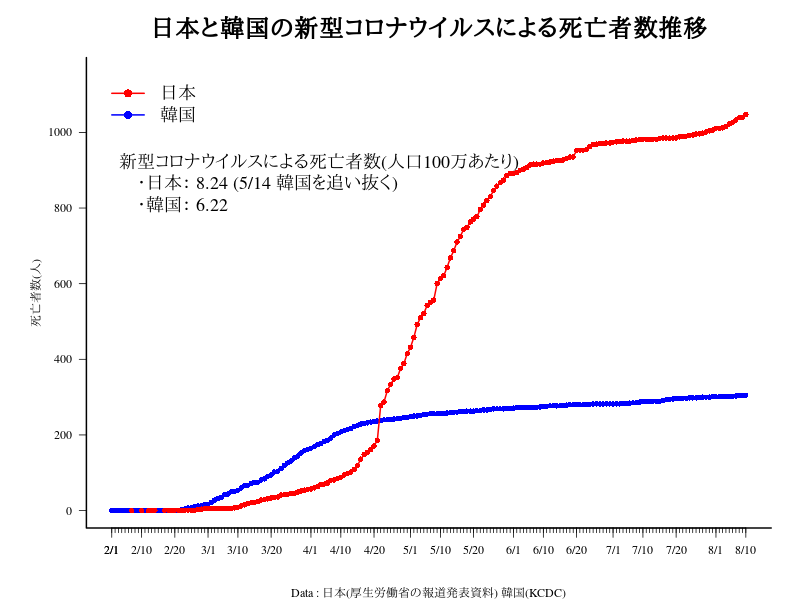 日本と韓国の新型コロナウイルスによる死亡者数推移
日本
韓国
新型コロナウイルスによる死亡者数(人口100万あたり)
・日本: 8.24 (5/14 韓国を追い抜く)
・韓国: 6.22
死亡者数(人)
1000
800
600
400
200
0
2/1 2/10 2/20 3/1 3/10 3/20 4/1 4/10 4/20 5/1 5/10 5/20 6/1 6/10 6/20 7/1 7/10 7/20 8/1 8/10
Data : 日本(厚生労働省の報道発表資料) 韓国(KCDC)